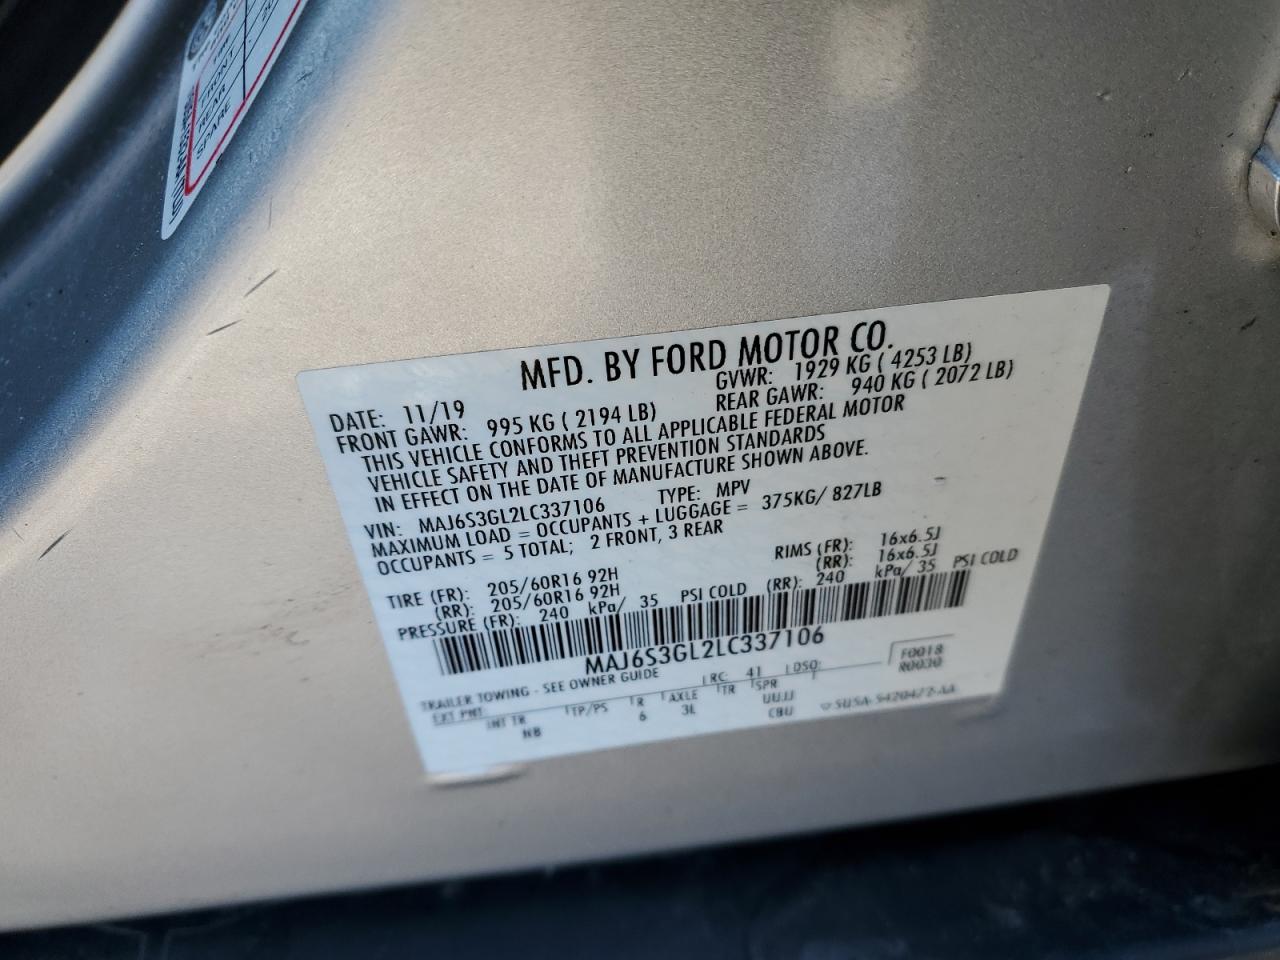 FRONT
REAR
SPARE
MFD. BY FORD MOTOR CO.
DATE: 11/19 GVWR: 1929 KG ( 4253 LB)
FRONT GAWR: 995 KG ( 2194 LB) REAR GAWR: 940 KG ( 2072 LB)
THIS VEHICLE CONFORMS TO ALL APPLICABLE FEDERAL MOTOR
VEHICLE SAFETY AND THEFT PREVENTION STANDARDS
IN EFFECT ON THE DATE OF MANUFACTURE SHOWN ABOVE.
VIN: MAJ6S3GL2LC337106 TYPE: MPV
MAXIMUM LOAD = OCCUPANTS + LUGGAGE = 375KG/ 827LB
OCCUPANTS = 5 TOTAL; 2 FRONT, 3 REAR
TIRE (FR): 205/60R16 92H RIMS (FR): 16x6.5J
(RR): 205/60R16 92H (RR): 16x6.5J
PRESSURE (FR): 240 kPa/ 35 PSI COLD (RR): 240 kPa/ 35 PSI COLD
MAJ6S3GL2LC337106
F0018
R0030
TRAILER TOWING - SEE OWNER GUIDE RC: 41 DSO:
EXT PNT: INT TR TP/PS R AXLE TR SPR
NB 6 3L UUJJ
CBU